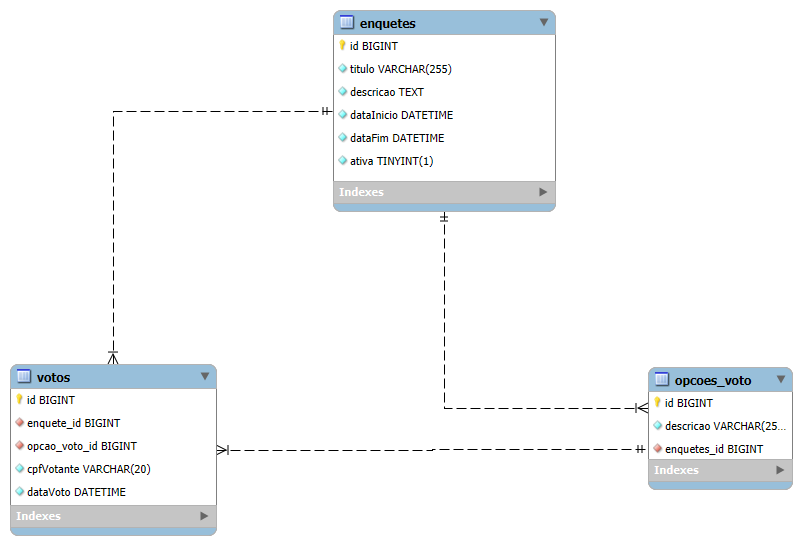 enquetes
id BIGINT
titulo VARCHAR(255)
descricao TEXT
dataInicio DATETIME
dataFim DATETIME
ativa TINYINT(1)
Indexes
votos
id BIGINT
enquete_id BIGINT
opcao_voto_id BIGINT
cpfVotante VARCHAR(20)
dataVoto DATETIME
Indexes
opcoes_voto
id BIGINT
descricao VARCHAR(25...
enquetes_id BIGINT
Indexes